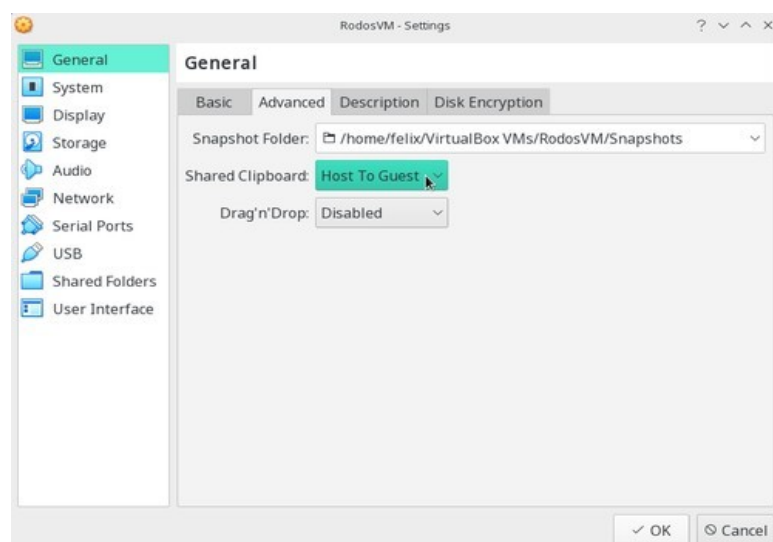 RodosVM - Settings
General
System
Display
Storage
Audio
Network
Serial Ports
USB
Shared Folders
User Interface
General
Basic Advanced Description Disk Encryption
Snapshot Folder: /home/felix/VirtualBox VMs/RodosVM/Snapshots
Shared Clipboard: Host To Guest
Drag'n'Drop: Disabled
OK Cancel